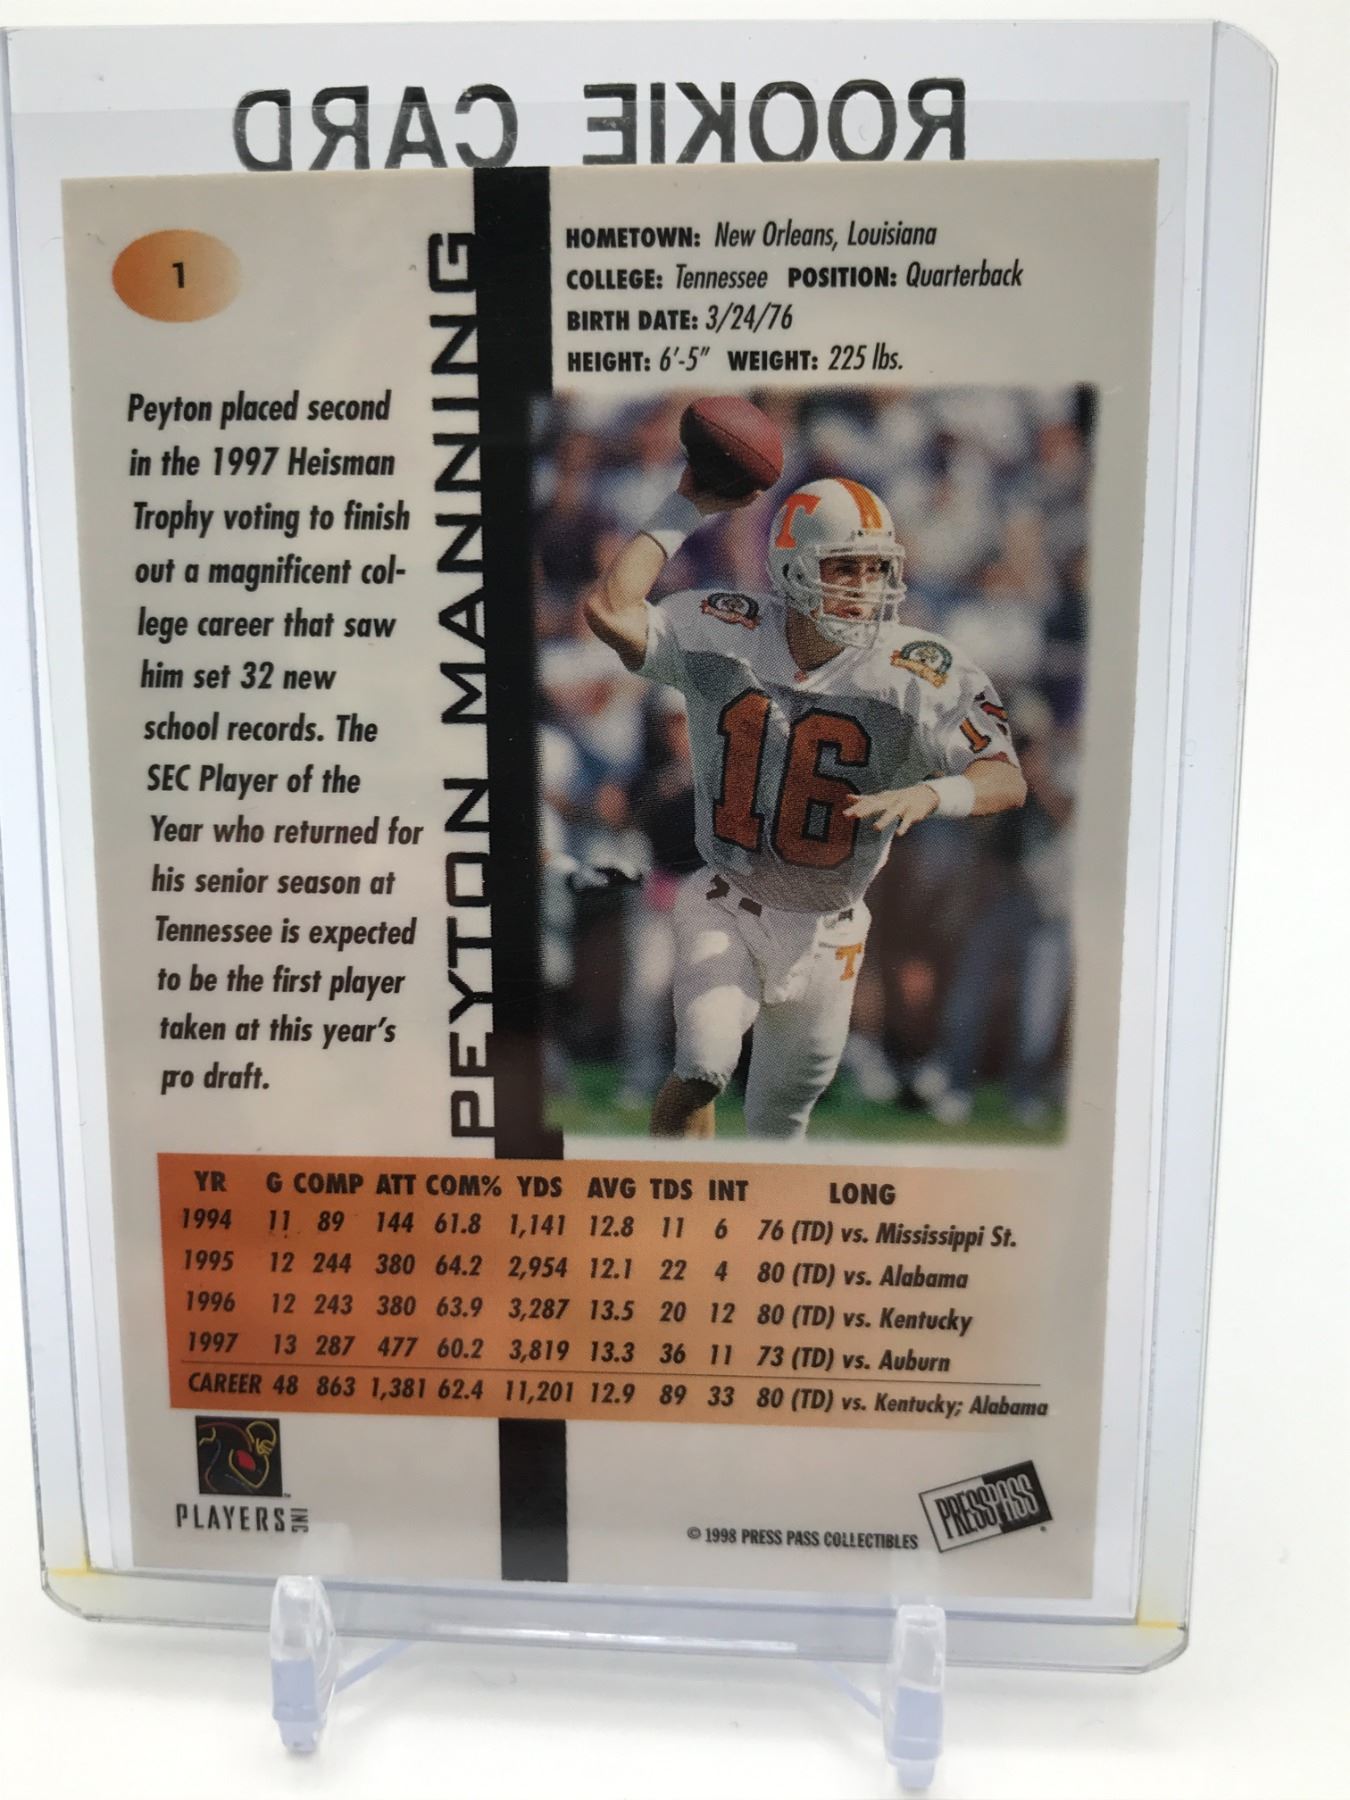 ROOKIE CARD
1
HOMETOWN: New Orleans, Louisiana
COLLEGE: Tennessee POSITION: Quarterback
BIRTH DATE: 3/24/76
HEIGHT: 6'-5" WEIGHT: 225 lbs.
Peyton placed second
in the 1997 Heisman
Trophy voting to finish
out a magnificent col-
lege career that saw
him set 32 new
school records. The
SEC Player of the
Year who returned for
his senior season at
Tennessee is expected
to be the first player
taken at this year's
pro draft.
PEYTON MANNING
T
16
16
T
YR G COMP ATT COM% YDS AVG TDS INT LONG
1994 11 89 144 61.8 1,141 12.8 11 6 76 (TD) vs. Mississippi St.
1995 12 244 380 64.2 2,954 12.1 22 4 80 (TD) vs. Alabama
1996 12 243 380 63.9 3,287 13.5 20 12 80 (TD) vs. Kentucky
1997 13 287 477 60.2 3,819 13.3 36 11 73 (TD) vs. Auburn
CAREER 48 863 1,381 62.4 11,201 12.9 89 33 80 (TD) vs. Kentucky; Alabama
PLAYERS INC
© 1998 PRESS PASS COLLECTIBLES
PRESS PASS